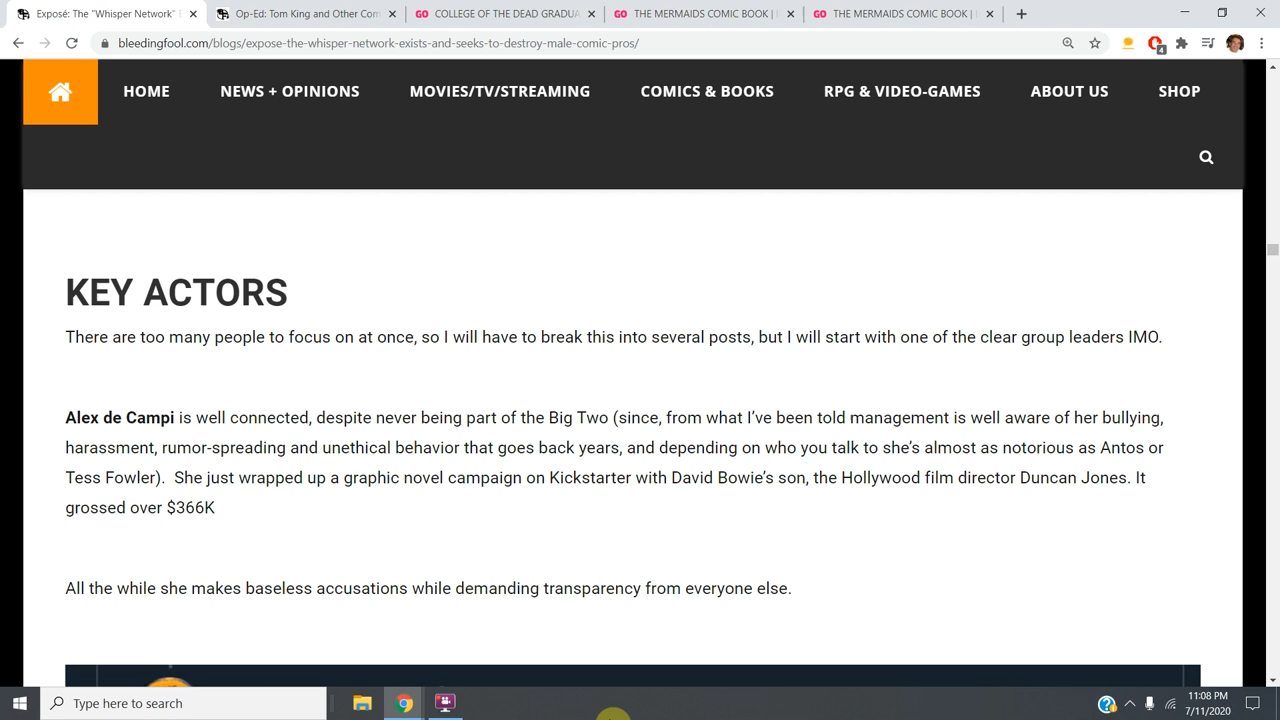 Exposé: The "Whisper Network" E
Op-Ed: Tom King and Other Com
COLLEGE OF THE DEAD GRADUA
THE MERMAIDS COMIC BOOK | I
THE MERMAIDS COMIC BOOK | I
bleedingfool.com/blogs/expose-the-whisper-network-exists-and-seeks-to-destroy-male-comic-pros/
4
HOME NEWS + OPINIONS MOVIES/TV/STREAMING COMICS & BOOKS RPG & VIDEO-GAMES ABOUT US SHOP
KEY ACTORS
There are too many people to focus on at once, so I will have to break this into several posts, but I will start with one of the clear group leaders IMO.
Alex de Campi is well connected, despite never being part of the Big Two (since, from what I've been told management is well aware of her bullying,
harassment, rumor-spreading and unethical behavior that goes back years, and depending on who you talk to she's almost as notorious as Antos or
Tess Fowler). She just wrapped up a graphic novel campaign on Kickstarter with David Bowie's son, the Hollywood film director Duncan Jones. It
grossed over $366K
All the while she makes baseless accusations while demanding transparency from everyone else.
Type here to search
11:08 PM
7/11/2020